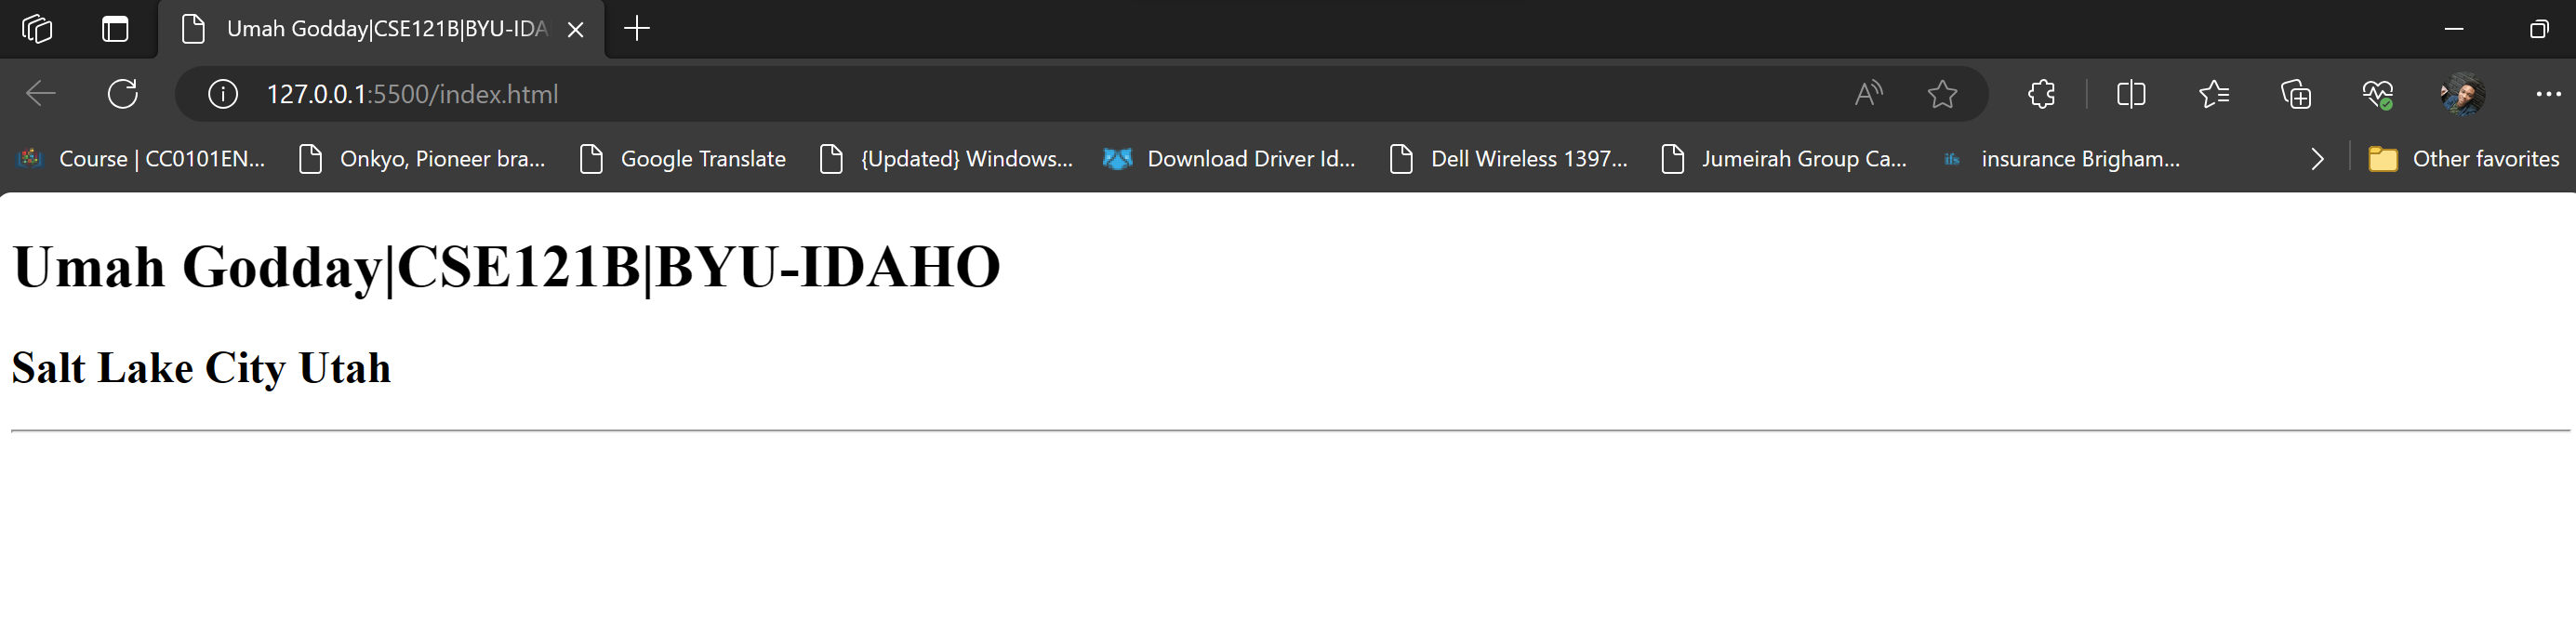 Umah Godday|CSE121B|BYU-IDA
127.0.0.1:5500/index.html
Course | CC0101EN... Onkyo, Pioneer bra... Google Translate {Updated} Windows... Download Driver Id... Dell Wireless 1397... Jumeirah Group Ca... ifs insurance Brigham... Other favorites
Umah Godday|CSE121B|BYU-IDAHO
Salt Lake City Utah